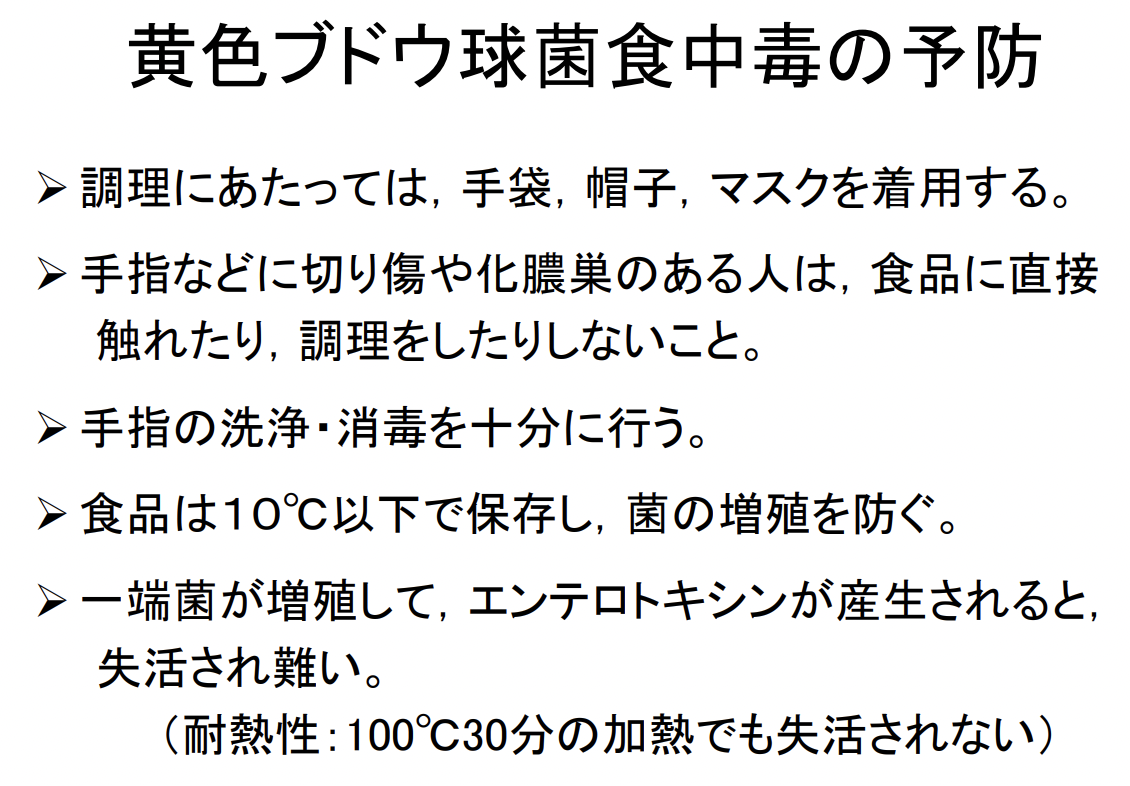 黄色ブドウ球菌食中毒の予防
➢ 調理にあたっては，手袋，帽子，マスクを着用する。
➢ 手指などに切り傷や化膿巣のある人は，食品に直接
触れたり，調理をしたりしないこと。
➢ 手指の洗浄・消毒を十分に行う。
➢ 食品は１０℃以下で保存し，菌の増殖を防ぐ。
➢ 一端菌が増殖して，エンテロトキシンが産生されると，
失活され難い。
（耐熱性：100℃30分の加熱でも失活されない）